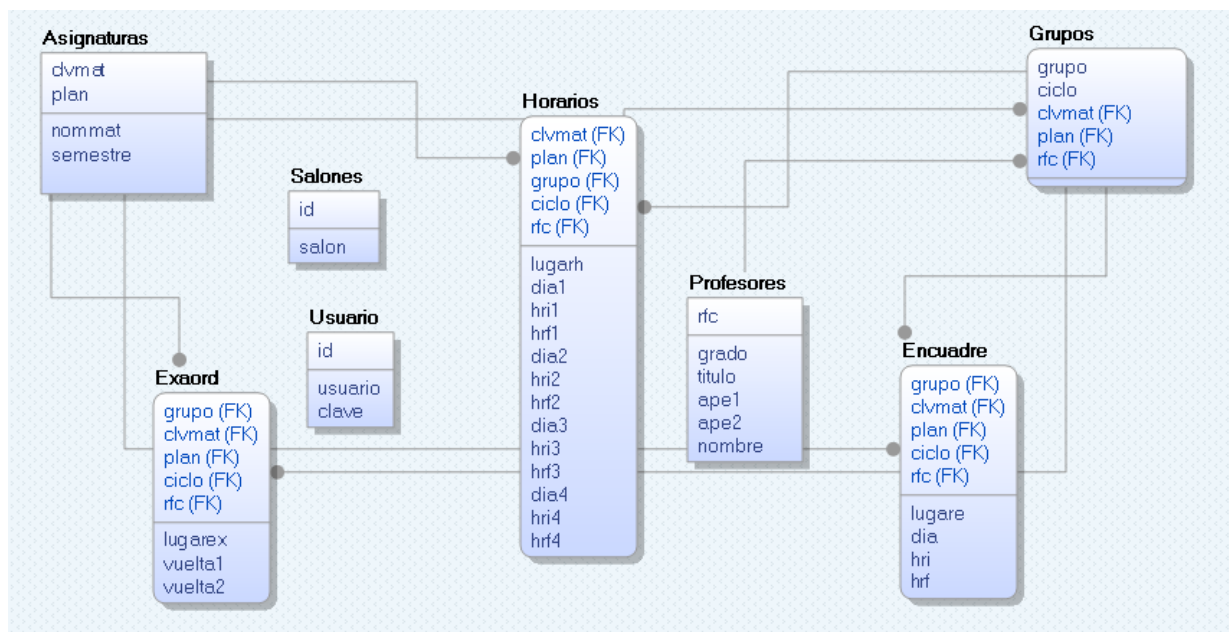 Asignaturas
clvmat
plan
nommat
semestre
Salones
id
salon
Usuario
id
usuario
clave
Exaord
grupo (FK)
clvmat (FK)
plan (FK)
ciclo (FK)
rfc (FK)
lugarex
vuelta1
vuelta2
Horarios
clvmat (FK)
plan (FK)
grupo (FK)
ciclo (FK)
rfc (FK)
lugarh
dia1
hri1
hrf1
dia2
hri2
hrf2
dia3
hri3
hrf3
dia4
hri4
hrf4
Profesores
rfc
grado
titulo
ape1
ape2
nombre
Grupos
grupo
ciclo
clvmat (FK)
plan (FK)
rfc (FK)
Encuadre
grupo (FK)
clvmat (FK)
plan (FK)
ciclo (FK)
rfc (FK)
lugare
dia
hri
hrf